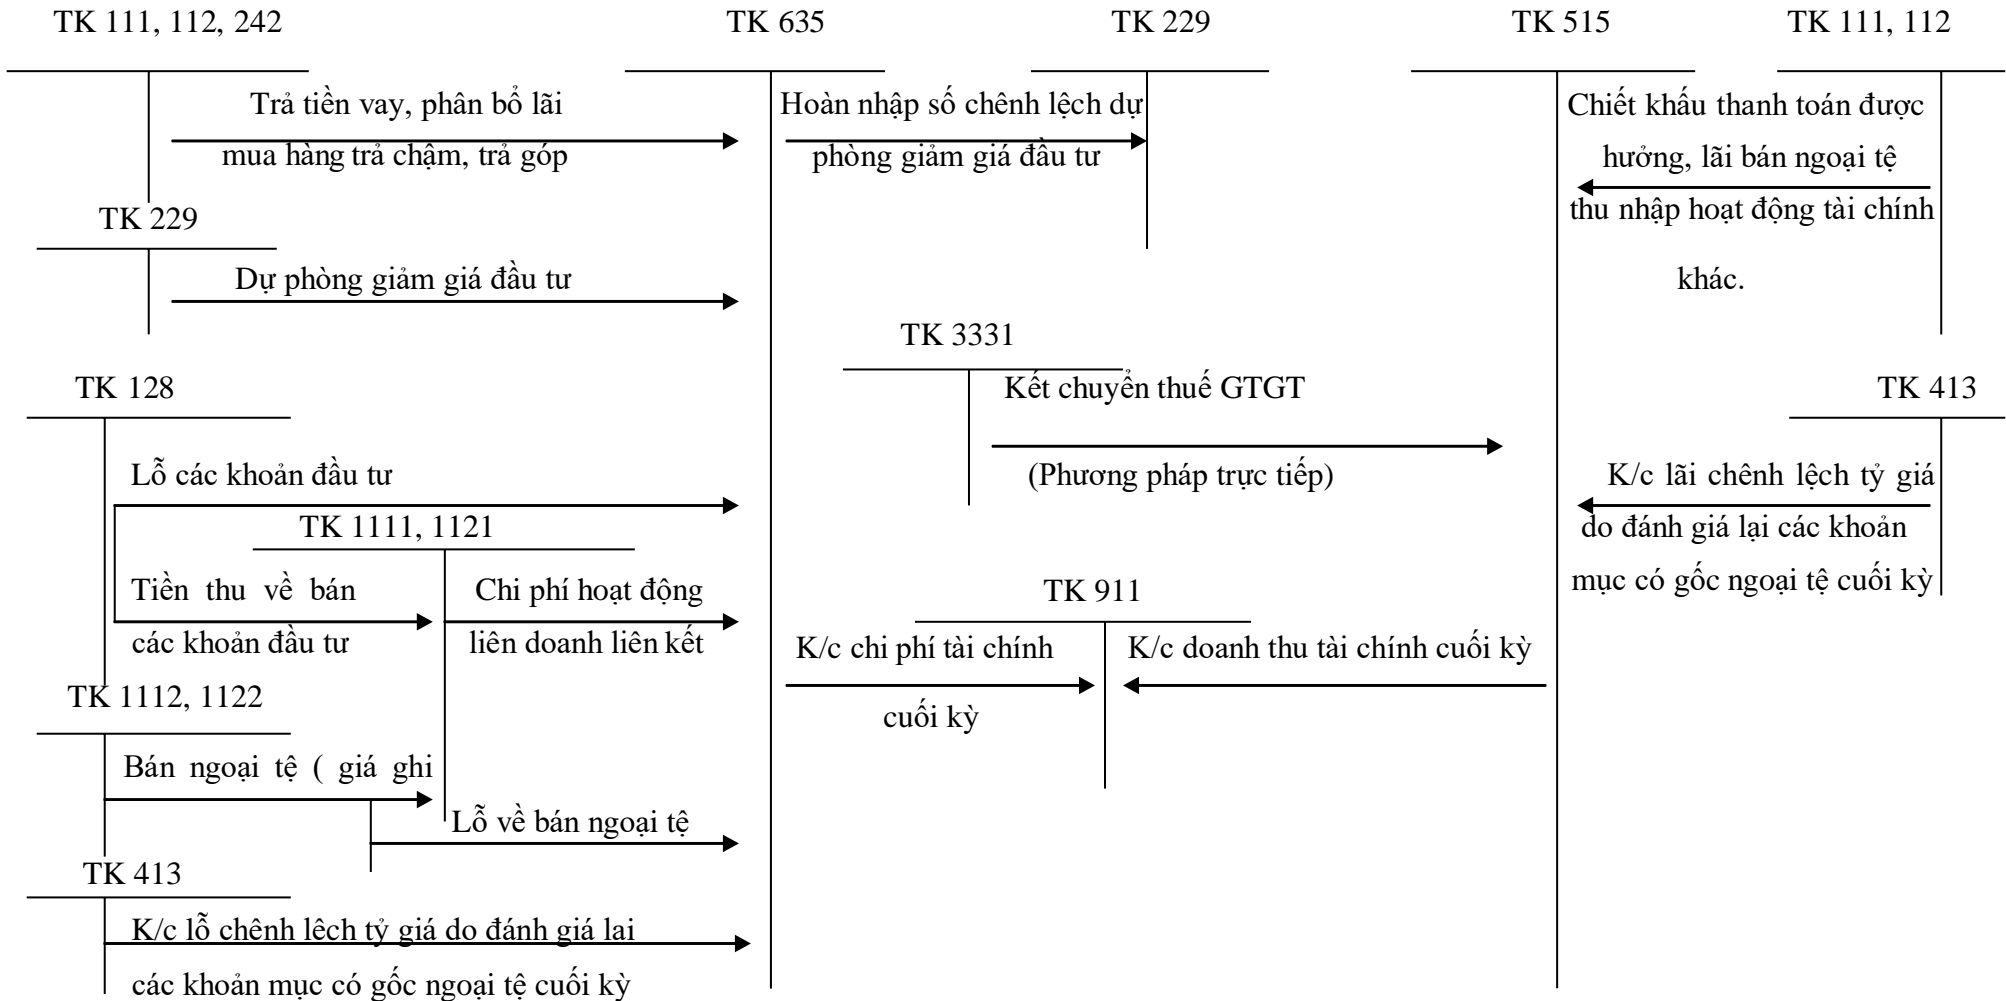 TK 111, 112, 242
TK 635
TK 229
TK 515
TK 111, 112
Trả tiền vay, phân bổ lãi
mua hàng trả chậm, trả góp
Hoàn nhập số chênh lệch dự
phòng giảm giá đầu tư
Chiết khấu thanh toán được
hưởng, lãi bán ngoại tệ
thu nhập hoạt động tài chính
khác.
TK 229
Dự phòng giảm giá đầu tư
TK 3331
Kết chuyển thuế GTGT
(Phương pháp trực tiếp)
TK 128
TK 413
Lỗ các khoản đầu tư
K/c lãi chênh lệch tỷ giá
do đánh giá lại các khoản
mục có gốc ngoại tệ cuối kỳ
TK 1111, 1121
Tiền thu về bán
các khoản đầu tư
Chi phí hoạt động
liên doanh liên kết
TK 911
K/c chi phí tài chính
cuối kỳ
K/c doanh thu tài chính cuối kỳ
TK 1112, 1122
Bán ngoại tệ ( giá ghi
Lỗ về bán ngoại tệ
TK 413
K/c lỗ chênh lêch tỷ giá do đánh giá lai
các khoản mục có gốc ngoại tệ cuối kỳ